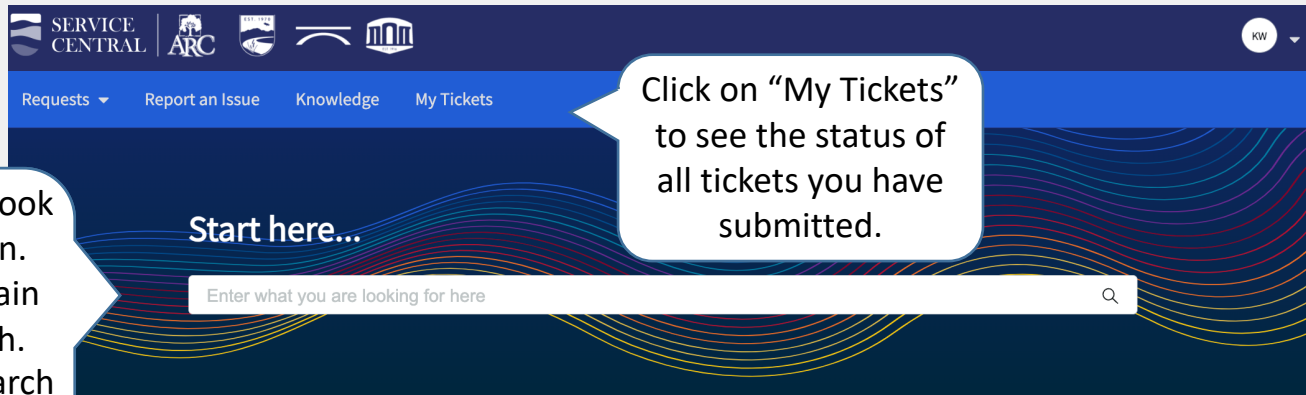 SERVICE
CENTRAL
ARC
EST. 1970
KW
Requests Report an Issue Knowledge My Tickets
Click on “My Tickets”
to see the status of
all tickets you have
submitted.
Start here...
Enter what you are looking for here